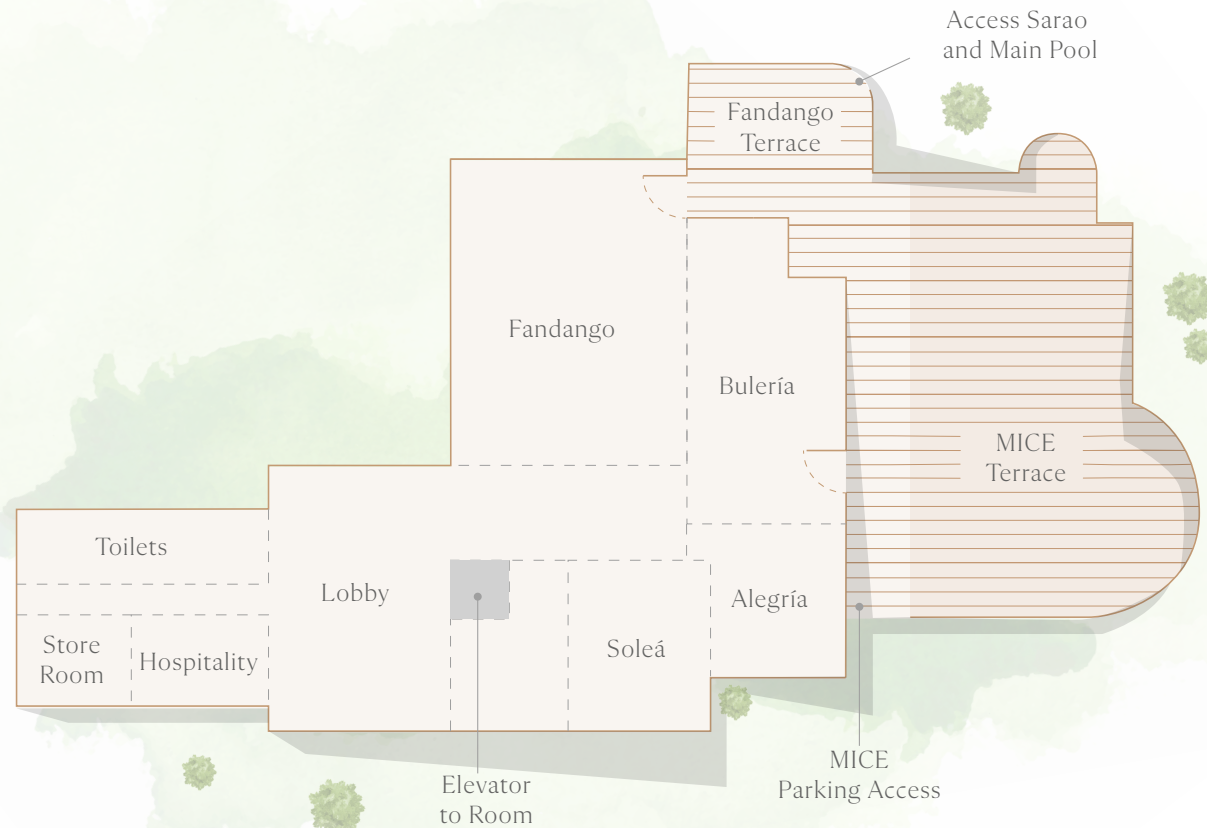 Access Sarao
and Main Pool
Fandango
Terrace
Fandango
Bulería
MICE
Terrace
Toilets
Lobby
Alegría
Store
Room
Hospitality
Soleá
MICE
Parking Access
Elevator
to Room